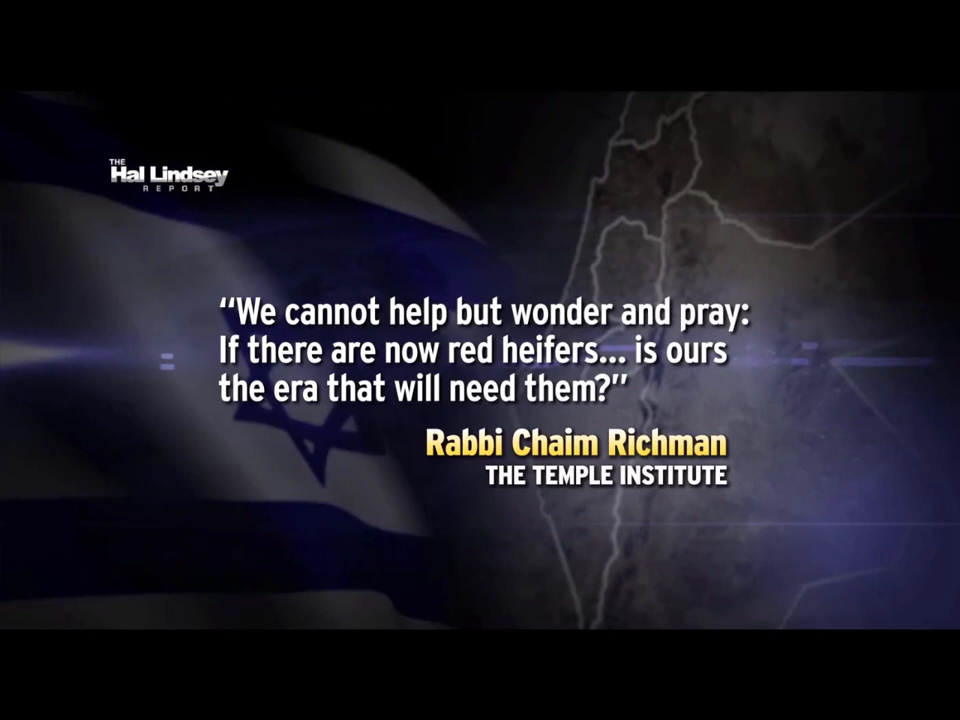 THE
Hal Lindsey
REPORT
“We cannot help but wonder and pray:
If there are now red heifers... is ours
the era that will need them?”
Rabbi Chaim Richman
THE TEMPLE INSTITUTE